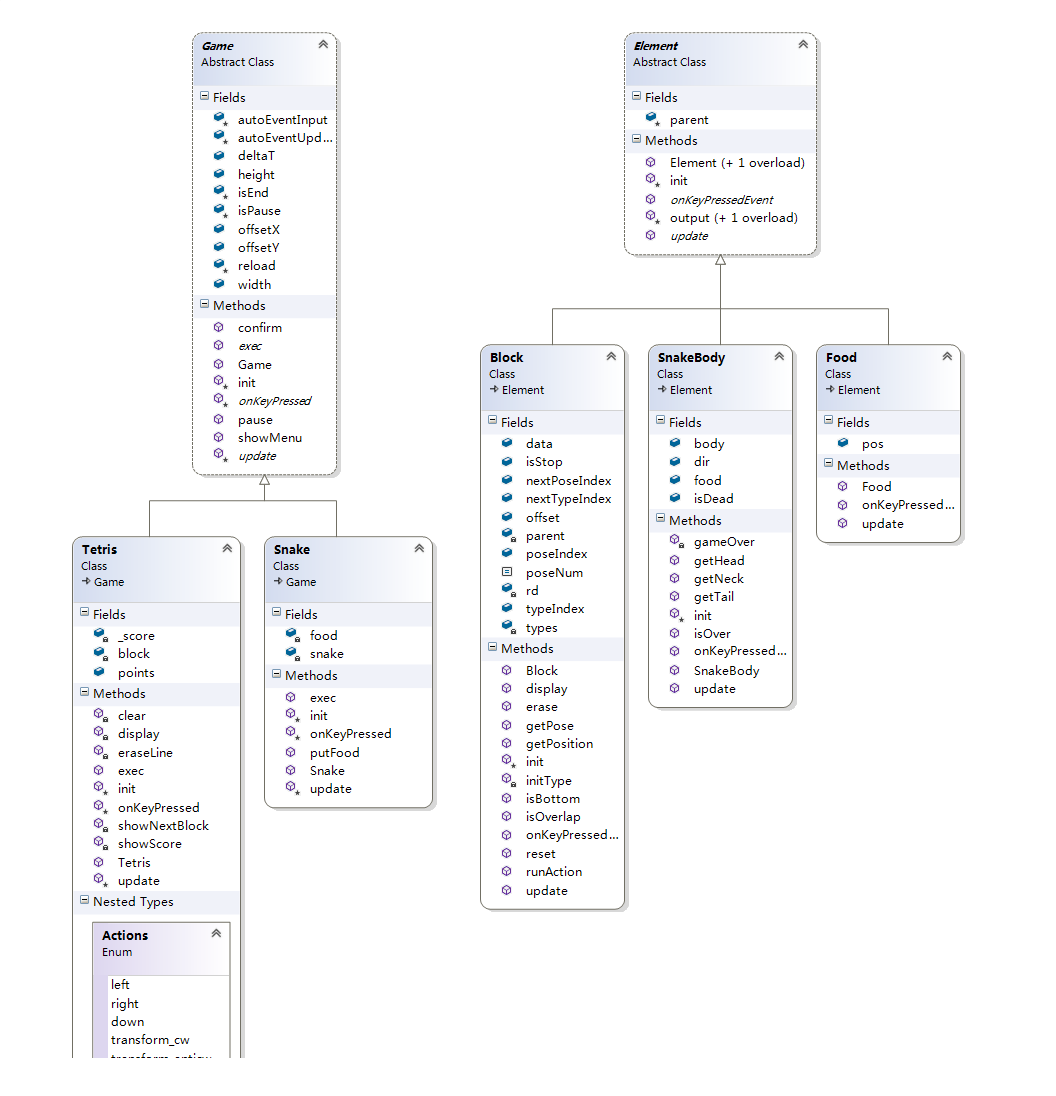 Game
Abstract Class
Fields
autoEventInput
autoEventUpd...
deltaT
height
isEnd
isPause
offsetX
offsetY
reload
width
Methods
confirm
exec
Game
init
onKeyPressed
pause
showMenu
update
Element
Abstract Class
Fields
parent
Methods
Element (+ 1 overload)
init
onKeyPressedEvent
output (+ 1 overload)
update
Tetris
Class
Game
Fields
_score
block
points
Methods
clear
display
eraseLine
exec
init
onKeyPressed
showNextBlock
showScore
Tetris
update
Nested Types
Actions
Enum
left
right
down
transform_cw
Snake
Class
Game
Fields
food
snake
Methods
exec
init
onKeyPressed
putFood
Snake
update
Block
Class
Element
Fields
data
isStop
nextPoseIndex
nextTypeIndex
offset
parent
poseIndex
poseNum
rd
typeIndex
types
Methods
Block
display
erase
getPose
getPosition
init
initType
isBottom
isOverlap
onKeyPressed...
reset
runAction
update
SnakeBody
Class
Element
Fields
body
dir
food
isDead
Methods
gameOver
getHead
getNeck
getTail
init
isOver
onKeyPressed...
SnakeBody
update
Food
Class
Element
Fields
pos
Methods
Food
onKeyPressed...
update